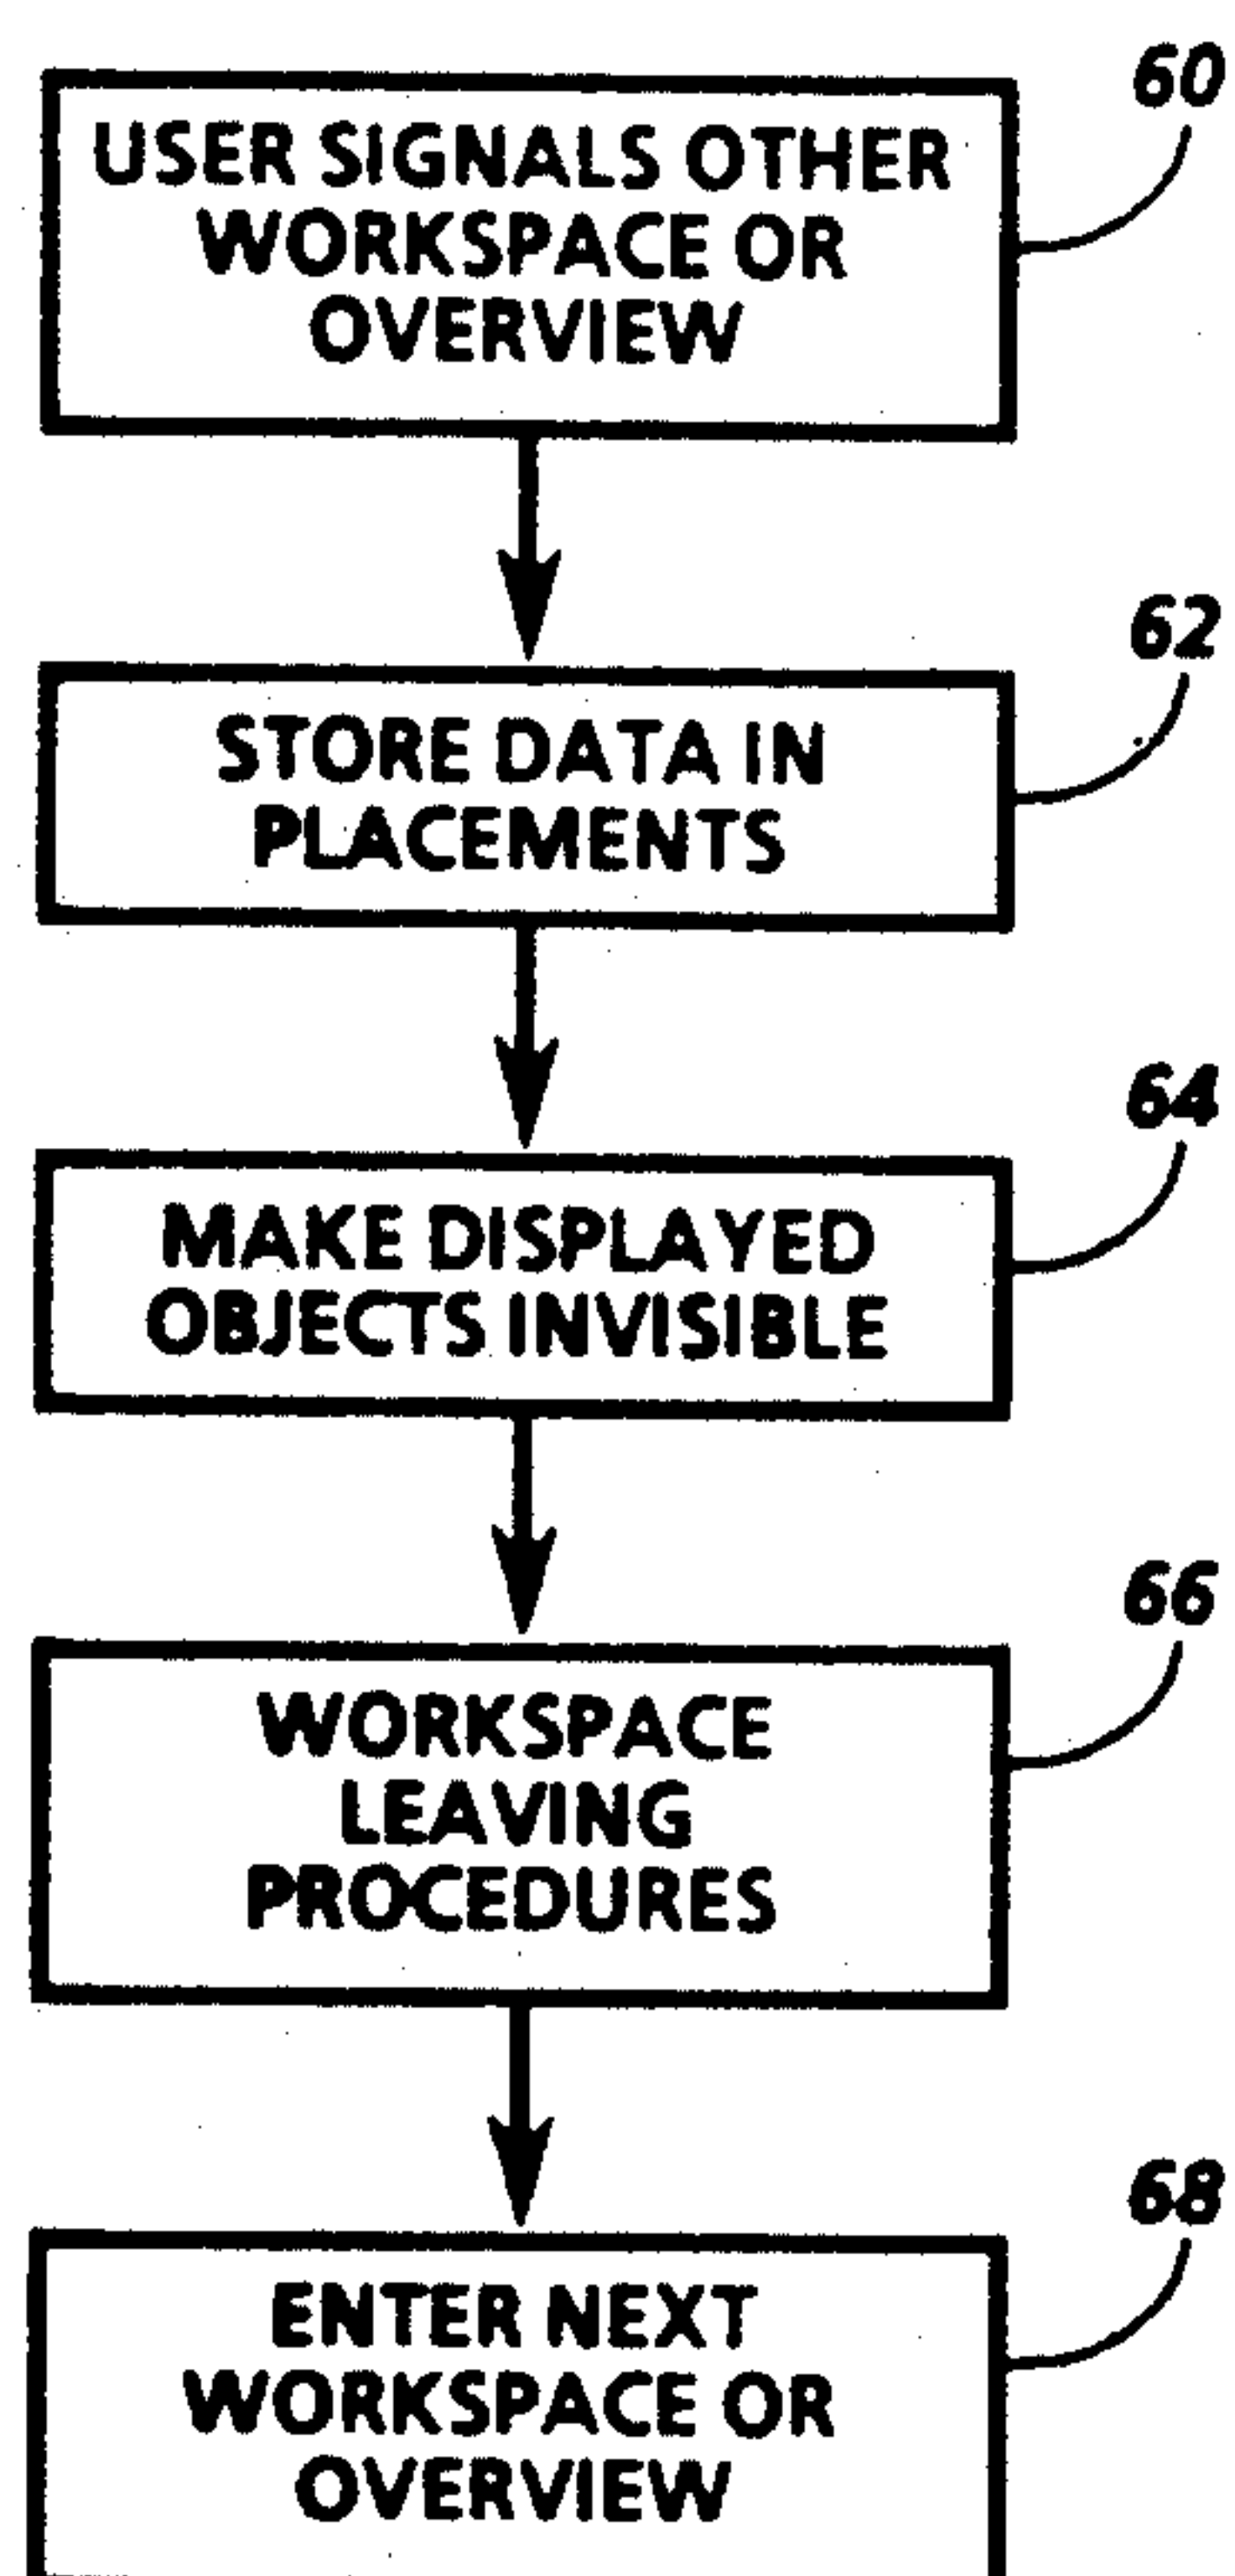 60
USER SIGNALS OTHER
WORKSPACE OR
OVERVIEW
62
STORE DATA IN
PLACEMENTS
64
MAKE DISPLAYED
OBJECTS INVISIBLE
66
WORKSPACE
LEAVING
PROCEDURES
68
ENTER NEXT
WORKSPACE OR
OVERVIEW